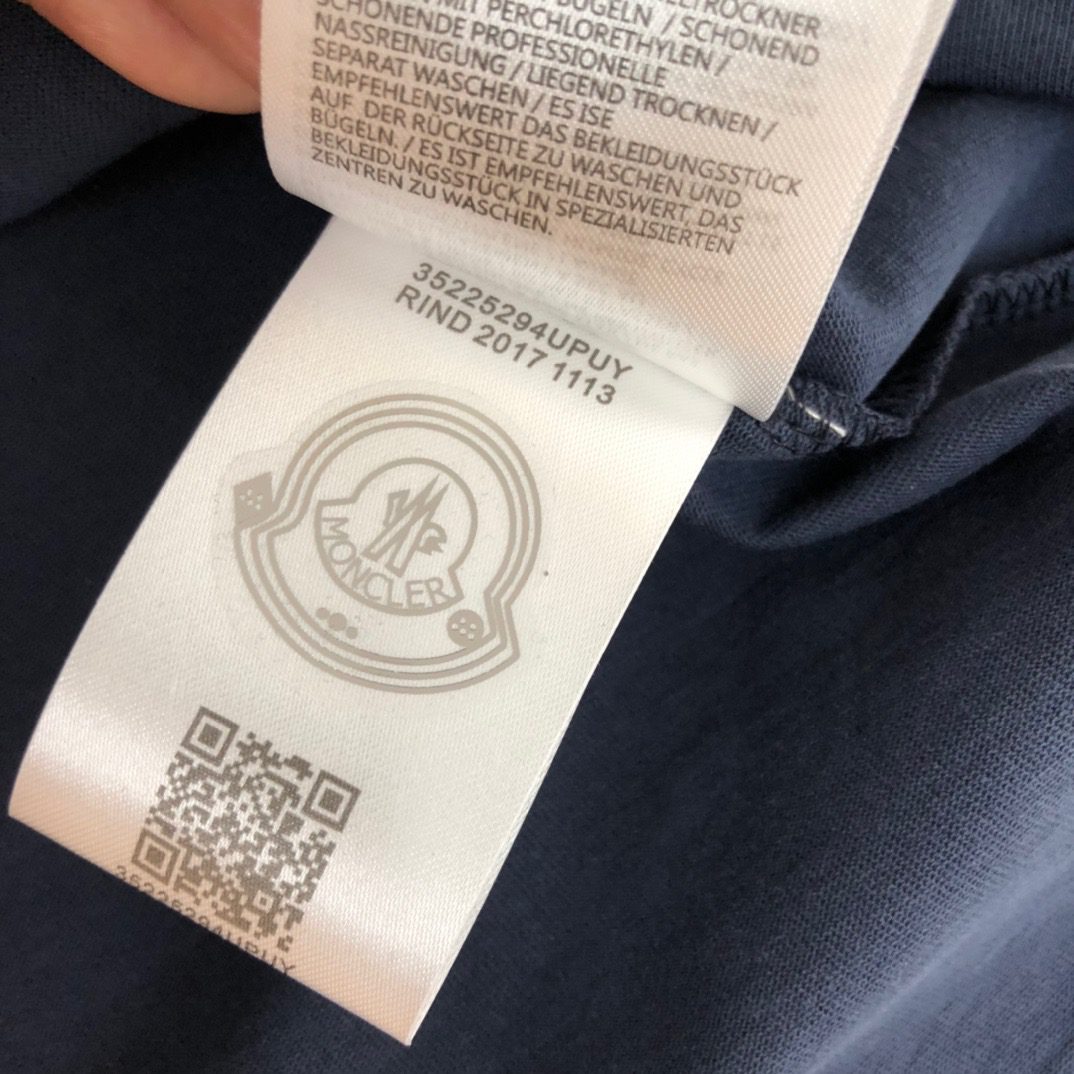 BÜGELN / SCHONEND
MIT PERCHLORETHYLEN /
SCHONENDE PROFESSIONELLE
NASSREINIGUNG / LIEGEND TROCKNEN /
SEPARAT WASCHEN / ES ISE
EMPFEHLENSWERT DAS BEKLEIDUNGSSTÜCK
AUF DER RÜCKSEITE ZU WASCHEN UND
BÜGELN. / ES IST EMPFEHLENSWERT, DAS
BEKLEIDUNGSSTÜCK IN SPEZIALISIERTEN
ZENTREN ZU WASCHEN.
35225294UPUY
RIND 2017 1113
MONCLER
35225294UPUY